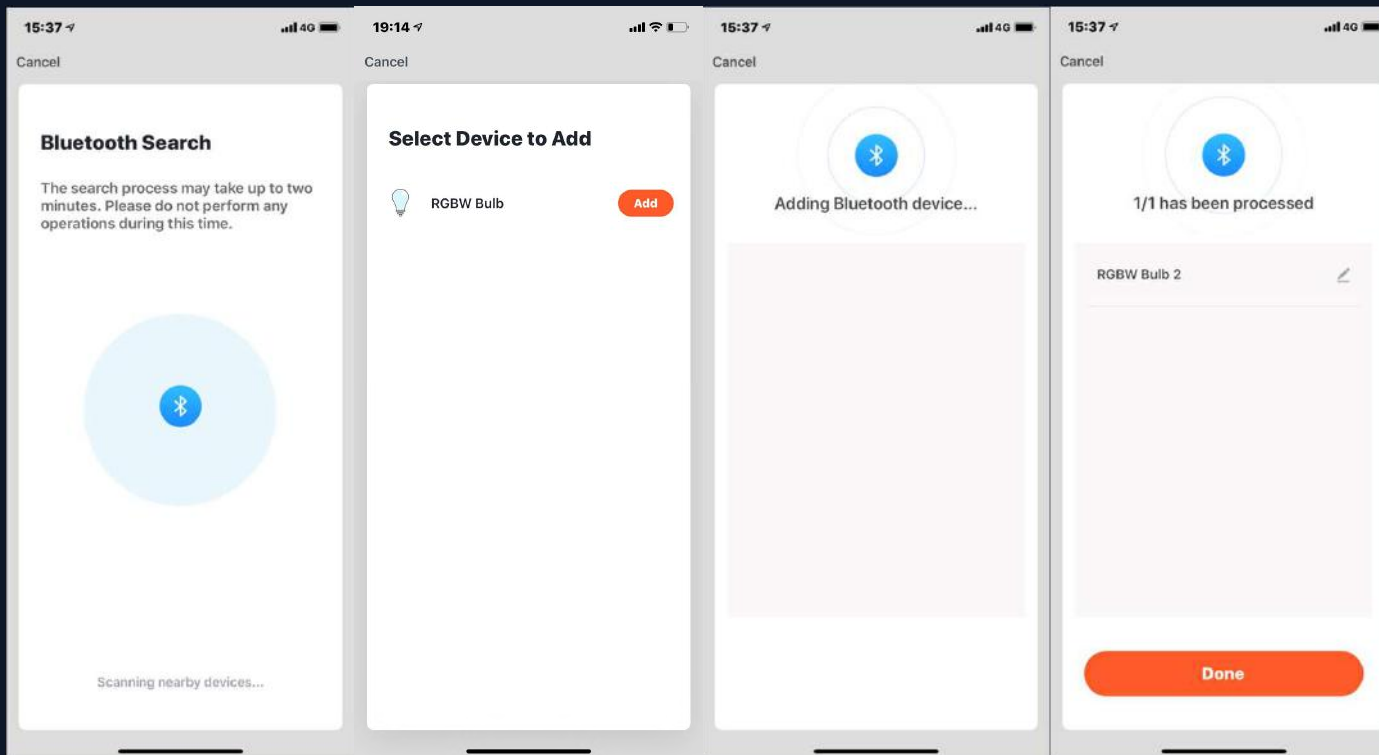 15:37
4G
Cancel
Bluetooth Search
The search process may take up to two
minutes. Please do not perform any
operations during this time.
Scanning nearby devices...
19:14
Cancel
Select Device to Add
RGBW Bulb
Add
15:37
4G
Cancel
Adding Bluetooth device...
15:37
4G
Cancel
1/1 has been processed
RGBW Bulb 2
Done